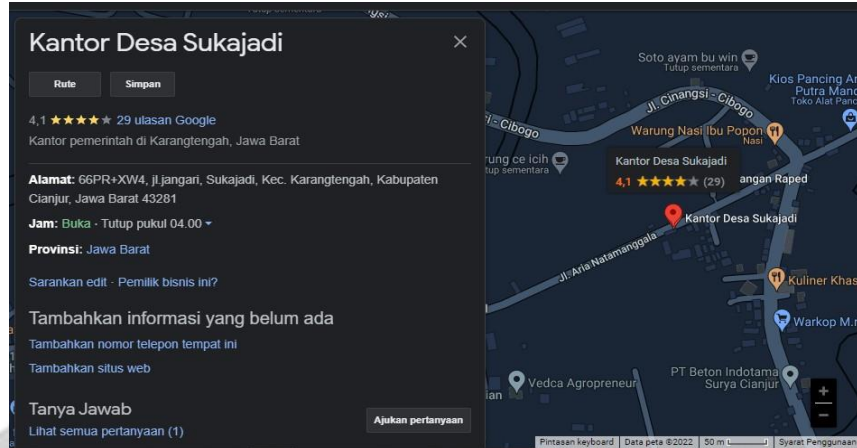 Kantor Desa Sukajadi
Rute
Simpan
4,1 ★★★★★ 29 ulasan Google
Kantor pemerintah di Karangtengah, Jawa Barat
Alamat: 66PR+XW4, jl.jangari, Sukajadi, Kec. Karangtengah, Kabupaten
Cianjur, Jawa Barat 43281
Jam: Buka · Tutup pukul 04.00
Provinsi: Jawa Barat
Sarankan edit · Pemilik bisnis ini?
Tambahkan informasi yang belum ada
Tambahkan nomor telepon tempat ini
Tambahkan situs web
Tanya Jawab
Lihat semua pertanyaan (1)
Ajukan pertanyaan
Soto ayam bu win
Tutup sementara
Kios Pancing
Putra
Toko Alat
Jl. Cinangsi - Cibogo
Cibogo
Warung Nasi Ibu Popon
Nasi
ce icih
sementara
Kantor Desa Sukajadi
4,1 ★★★★★ (29)
angan Raped
Kantor Desa Sukajadi
Jl. Aria Natamanggala
Kuliner Khas
Warkop
PT Beton Indotama
Surya Cianjur
Vedca Agropreneur
+
−
Pintasan keyboard
Data peta ©2022
50 m
Syarat Penggunaan